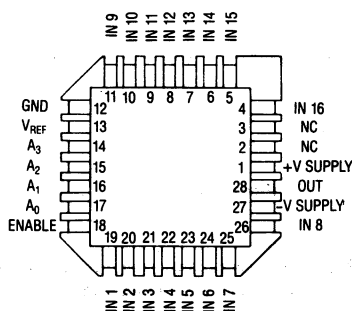 IN 9
IN 10
IN 11
IN 12
IN 13
IN 14
IN 15
11 10 9 8 7 6 5
GND 12 4 IN 16
VREF 13 3 NC
A3 14 2 NC
A2 15 1 +V SUPPLY
A1 16 28 OUT
A0 17 27 -V SUPPLY
ENABLE 18 26 IN 8
19 20 21 22 23 24 25
IN 1
IN 2
IN 3
IN 4
IN 5
IN 6
IN 7